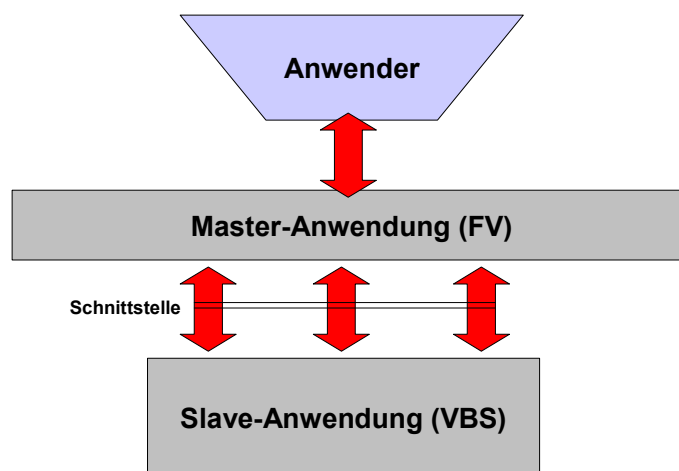 Anwender
Master-Anwendung (FV)
Schnittstelle
Slave-Anwendung (VBS)